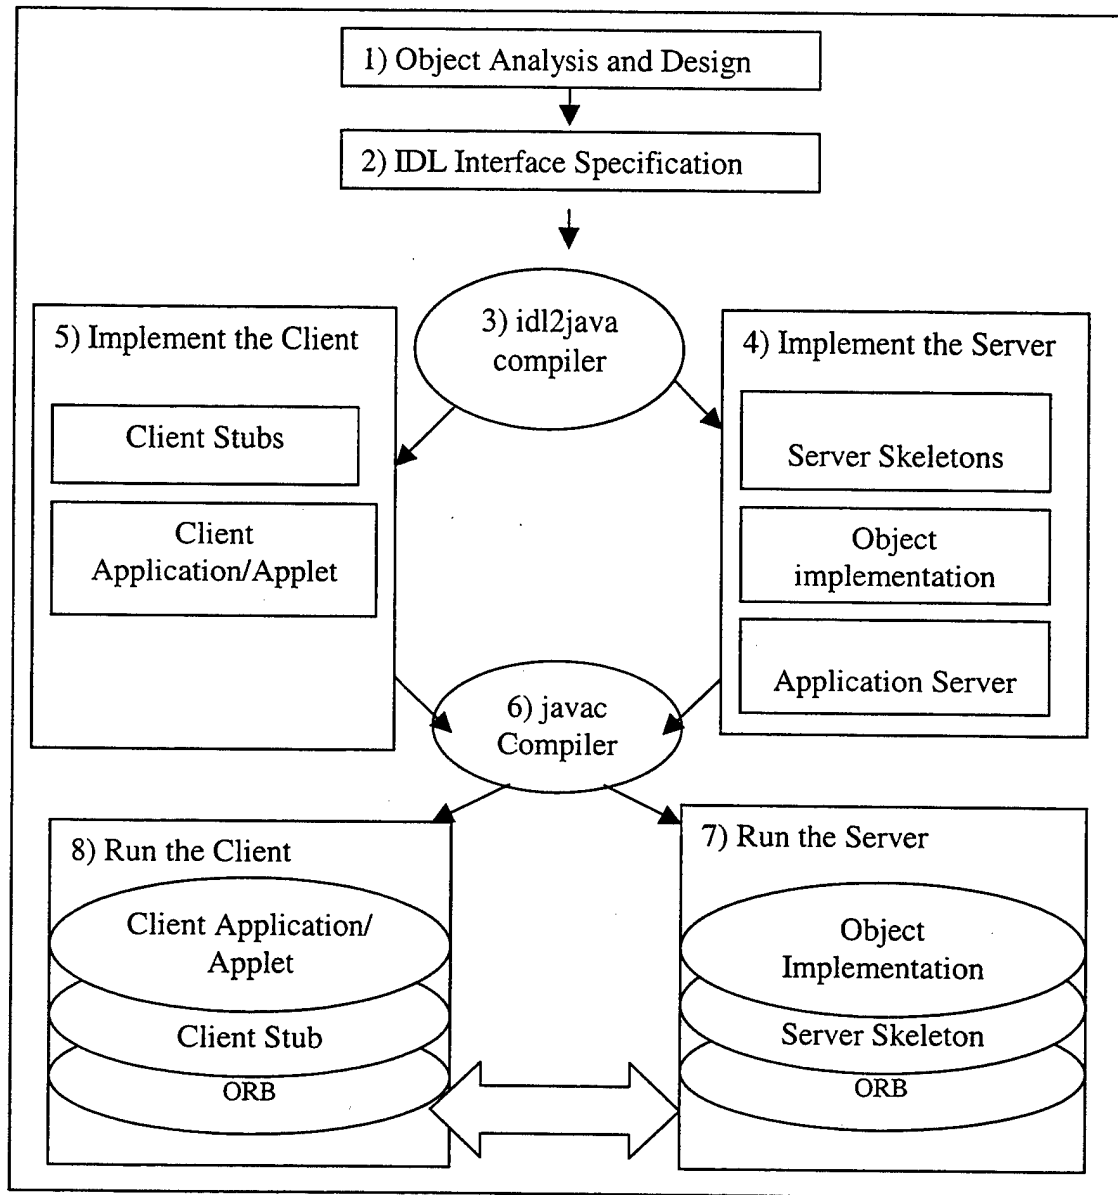 1) Object Analysis and Design
2) IDL Interface Specification
3) idl2java
compiler
5) Implement the Client
Client Stubs
Client
Application/Applet
4) Implement the Server
Server Skeletons
Object
implementation
Application Server
6) javac
Compiler
8) Run the Client
Client Application/
Applet
Client Stub
ORB
7) Run the Server
Object
Implementation
Server Skeleton
ORB